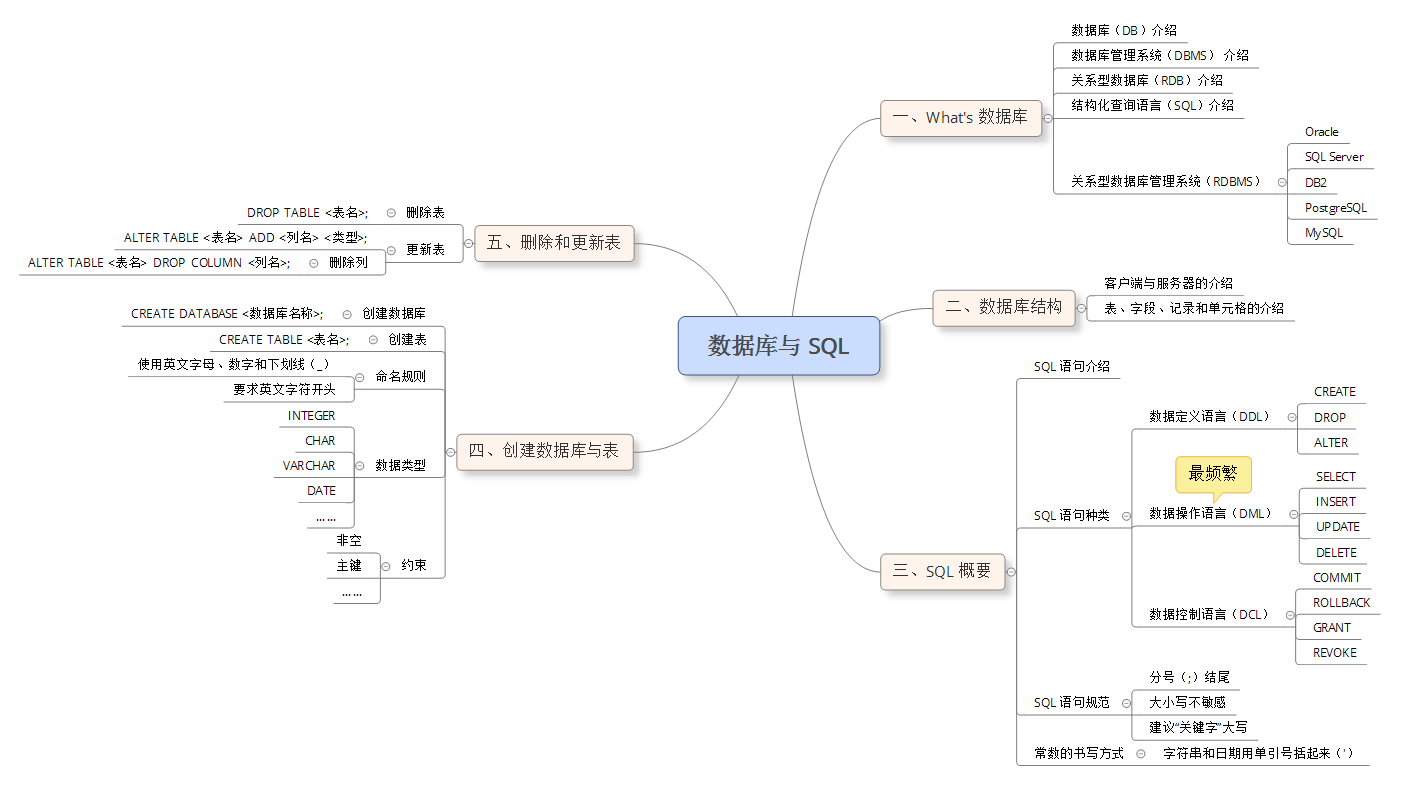 数据库与 SQL
一、What's 数据库
数据库（DB）介绍
数据库管理系统（DBMS） 介绍
关系型数据库（RDB）介绍
结构化查询语言（SQL）介绍
关系型数据库管理系统（RDBMS）
Oracle
SQL Server
DB2
PostgreSQL
MySQL
二、数据库结构
客户端与服务器的介绍
表、字段、记录和单元格的介绍
三、SQL 概要
SQL 语句介绍
SQL 语句种类
数据定义语言（DDL）
CREATE
DROP
ALTER
最频繁
数据操作语言（DML）
SELECT
INSERT
UPDATE
DELETE
数据控制语言（DCL）
COMMIT
ROLLBACK
GRANT
REVOKE
SQL 语句规范
分号（;）结尾
大小写不敏感
建议“关键字”大写
常数的书写方式
字符串和日期用单引号括起来（'）
四、创建数据库与表
创建数据库
CREATE DATABASE <数据库名称>;
创建表
CREATE TABLE <表名>;
命名规则
使用英文字母、数字和下划线（_）
要求英文字符开头
数据类型
INTEGER
CHAR
VARCHAR
DATE
……
约束
非空
主键
……
五、删除和更新表
删除表
DROP TABLE <表名>;
更新表
ALTER TABLE <表名> ADD <列名> <类型>;
删除列
ALTER TABLE <表名> DROP COLUMN <列名>;